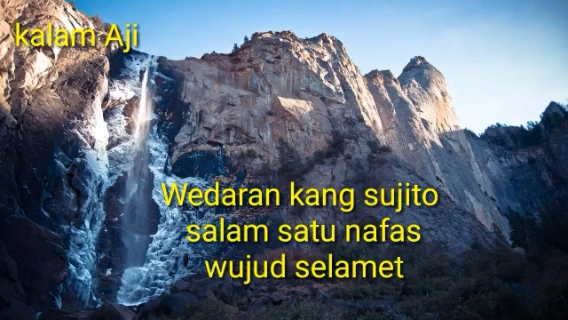 kalam Aji
Wedaran kang sujito
salam satu nafas
wujud selamet